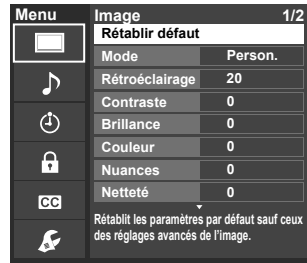 Menu
Image 1/2
Rétablir défaut
Mode Person.
Rétroéclairage 20
Contraste 0
Brillance 0
Couleur 0
Nuances 0
Netteté 0
CC
Rétablit les paramètres par défaut sauf ceux
des réglages avancés de l'image.